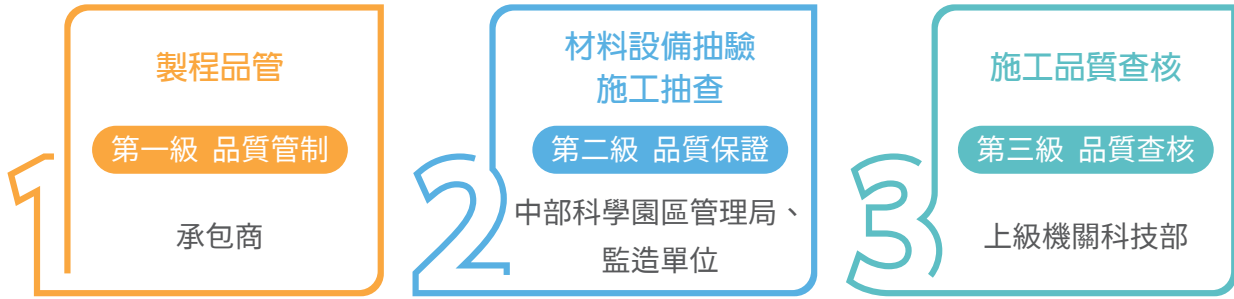 1
製程品管
第一級 品質管制
承包商
2
材料設備抽驗
施工抽查
第二級 品質保證
中部科學園區管理局、
監造單位
3
施工品質查核
第三級 品質查核
上級機關科技部